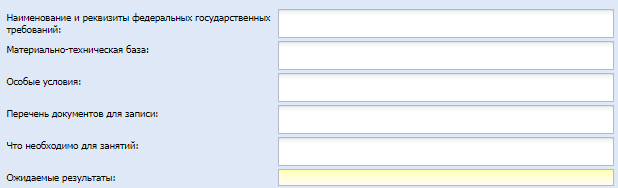 Наименование и реквизиты федеральных государственных
требований:
Материально-техническая база:
Особые условия:
Перечень документов для записи:
Что необходимо для занятий:
Ожидаемые результаты: